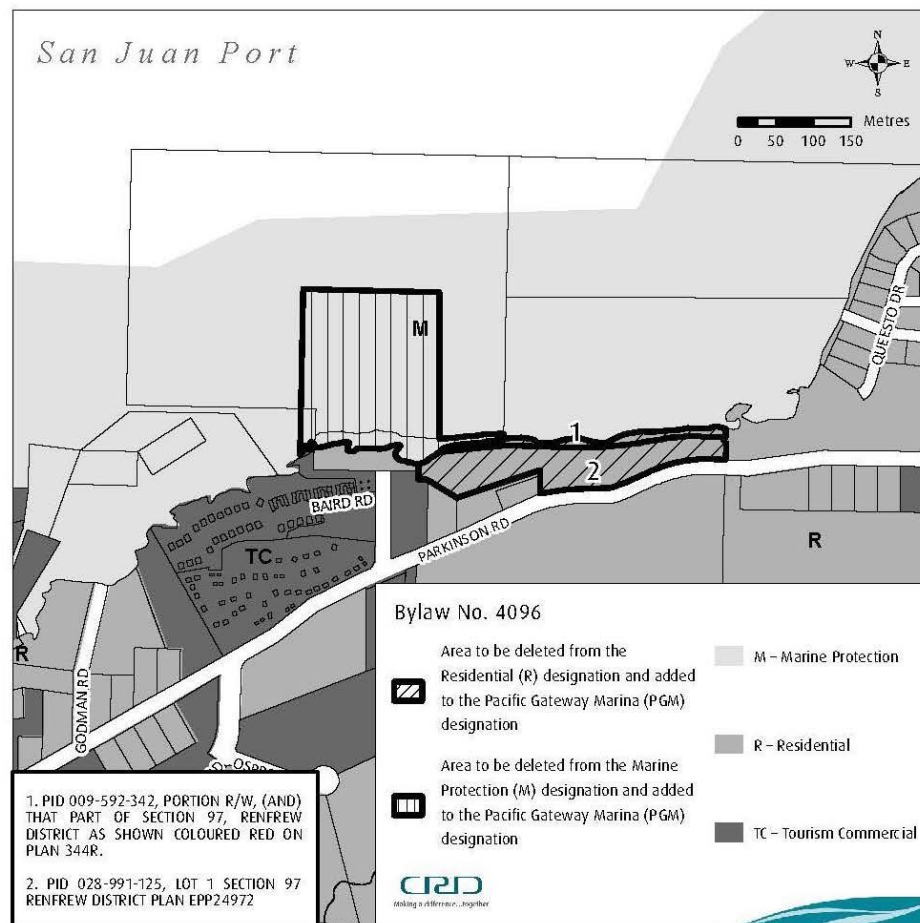 San Juan Port
N
W E
S
Metres
0 50 100 150
QUEESTO DR
M
1
2
BAIRD RD
PARKINSON RD
TC
R
R
GODMAN RD
Bylaw No. 4096
Area to be deleted from the
Residential (R) designation and added
to the Pacific Gateway Marina (PGM)
designation
Area to be deleted from the Marine
Protection (M) designation and added
to the Pacific Gateway Marina (PGM)
designation
M – Marine Protection
R – Residential
TC – Tourism Commercial
1. PID 009-592-342, PORTION R/W, (AND)
THAT PART OF SECTION 97, RENFREW
DISTRICT AS SHOWN COLOURED RED ON
PLAN 344R.
2. PID 028-991-125, LOT 1 SECTION 97
RENFREW DISTRICT PLAN EPP24972
CRD
Making a difference...together